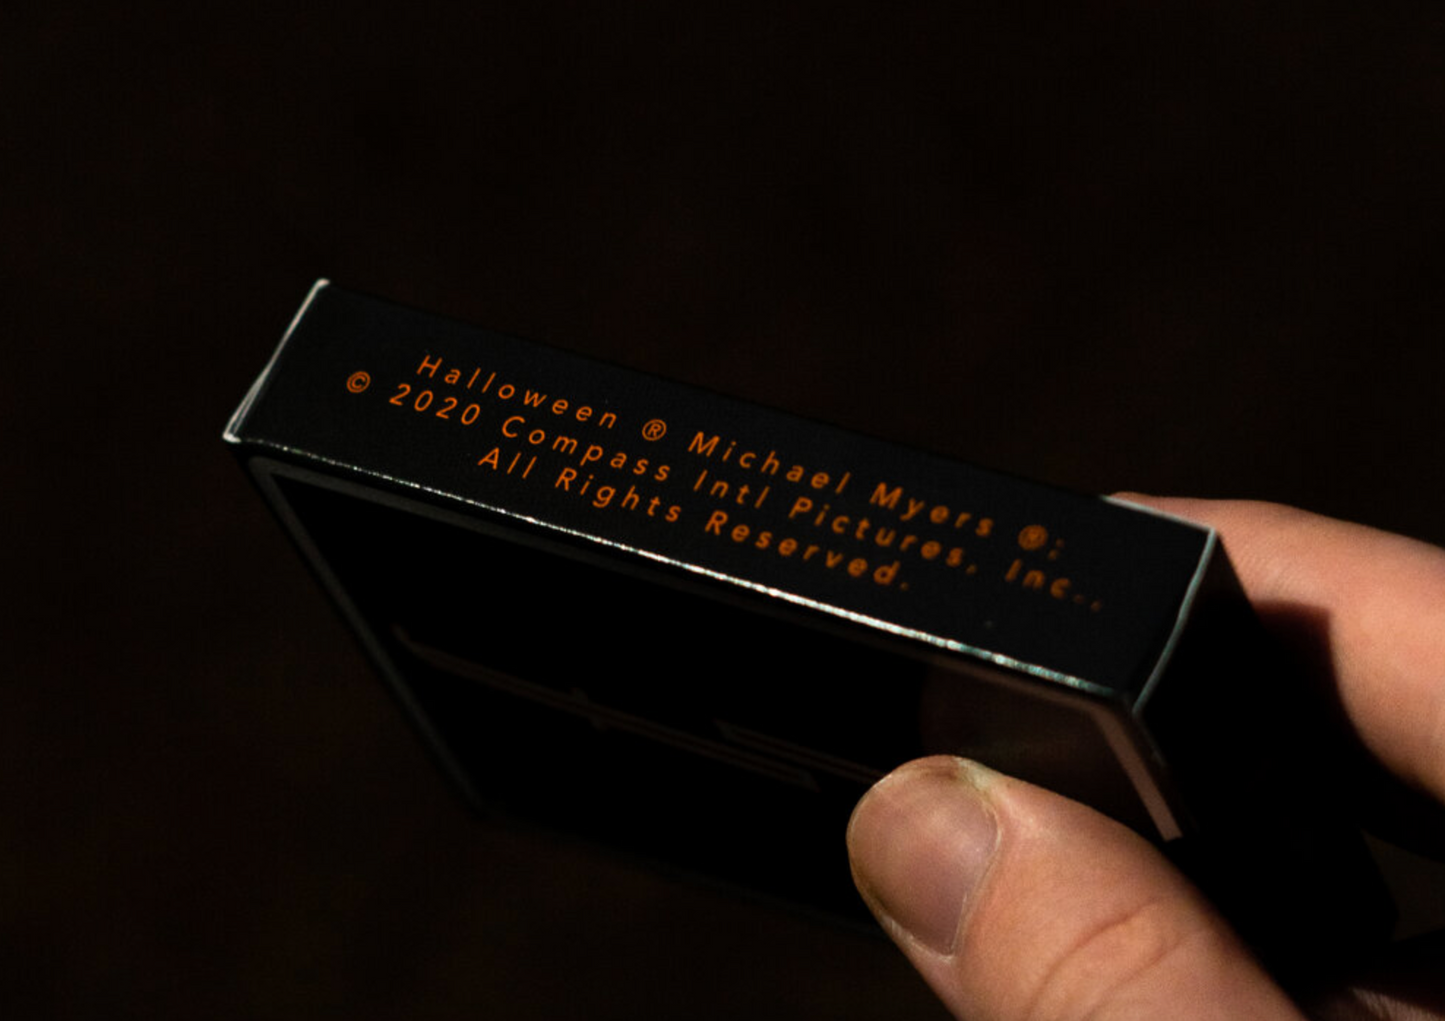 Halloween ® Michael Myers ®;
© 2020 Compass Intl Pictures, Inc..
All Rights Reserved.